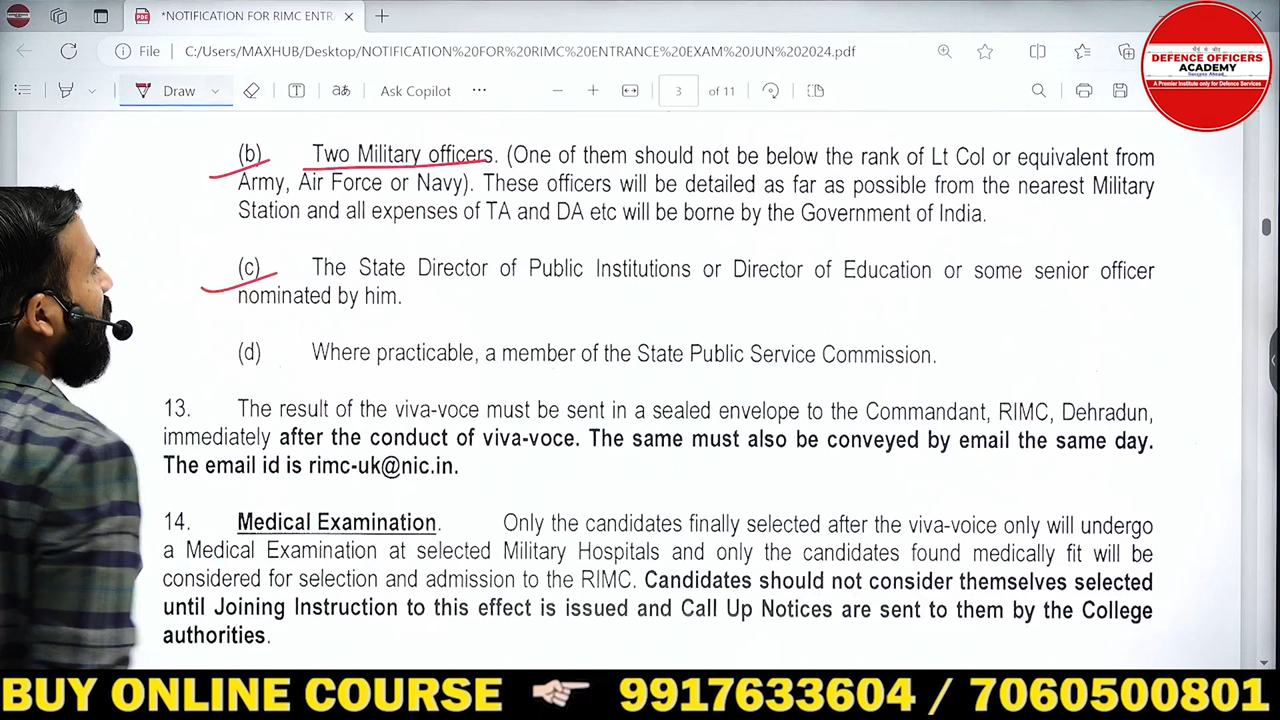 *NOTIFICATION FOR RIMC ENTRA
File
C:/Users/MAXHUB/Desktop/NOTIFICATION%20FOR%20RIMC%20ENTRANCE%20EXAM%20JUN%202024.pdf
Draw
Ask Copilot
3
of 11
DEFENCE OFFICERS
ACADEMY
Success Ahead..
A Premier Institute only for Defence Services
(b) Two Military officers. (One of them should not be below the rank of Lt Col or equivalent from
Army, Air Force or Navy). These officers will be detailed as far as possible from the nearest Military
Station and all expenses of TA and DA etc will be borne by the Government of India.
(c) The State Director of Public Institutions or Director of Education or some senior officer
nominated by him.
(d) Where practicable, a member of the State Public Service Commission.
13. The result of the viva-voce must be sent in a sealed envelope to the Commandant, RIMC, Dehradun,
immediately after the conduct of viva-voce. The same must also be conveyed by email the same day.
The email id is rimc-uk@nic.in.
14. Medical Examination. Only the candidates finally selected after the viva-voice only will undergo
a Medical Examination at selected Military Hospitals and only the candidates found medically fit will be
considered for selection and admission to the RIMC. Candidates should not consider themselves selected
until Joining Instruction to this effect is issued and Call Up Notices are sent to them by the College
authorities.
BUY ONLINE COURSE 9917633604 / 7060500801